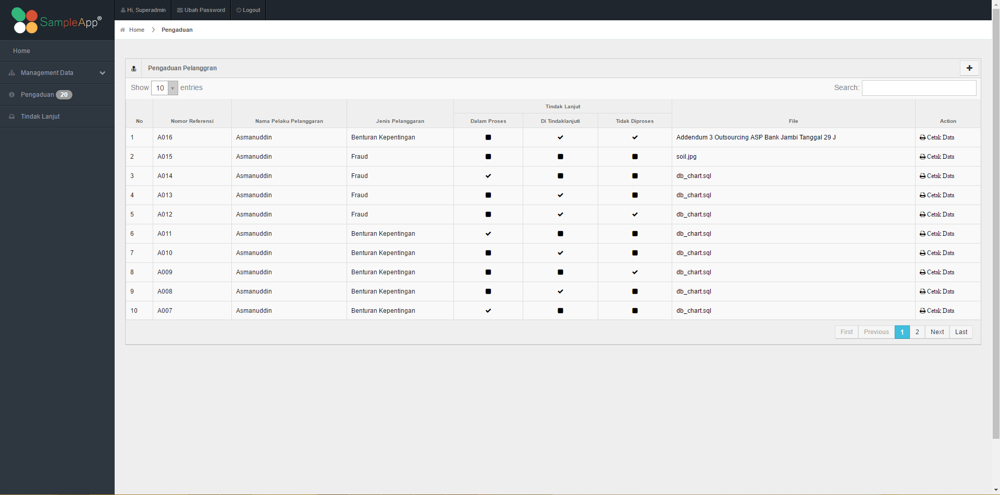 SampleApp®
Hi, Superadmin
Ubah Password
Logout
Home
Management Data
Pengaduan 20
Tindak Lanjut
Home Pengaduan
Pengaduan Pelanggran
Show 10 entries
Search:
Tindak Lanjut
No Nomor Referensi Nama Pelaku Pelanggaran Jenis Pelanggaran Dalam Proses Di Tindaklanjuti Tidak Diproses File Action
1 A016 Asmanuddin Benturan Kepentingan Addendum 3 Outsourcing ASP Bank Jambi Tanggal 29 J Cetak Data
2 A015 Asmanuddin Fraud soil.jpg Cetak Data
3 A014 Asmanuddin Fraud db_chart.sql Cetak Data
4 A013 Asmanuddin Fraud db_chart.sql Cetak Data
5 A012 Asmanuddin Fraud db_chart.sql Cetak Data
6 A011 Asmanuddin Benturan Kepentingan db_chart.sql Cetak Data
7 A010 Asmanuddin Benturan Kepentingan db_chart.sql Cetak Data
8 A009 Asmanuddin Benturan Kepentingan db_chart.sql Cetak Data
9 A008 Asmanuddin Benturan Kepentingan db_chart.sql Cetak Data
10 A007 Asmanuddin Benturan Kepentingan db_chart.sql Cetak Data
First Previous 1 2 Next Last